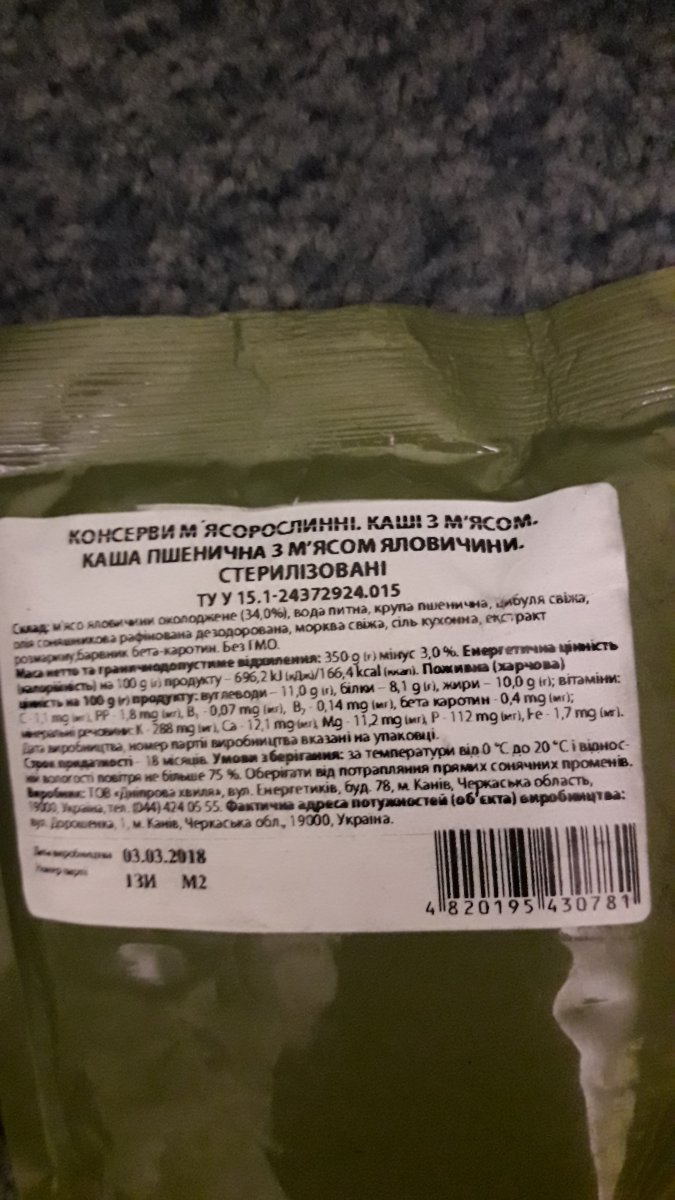 КОНСЕРВИ М´ЯСОРОСЛИННІ. КАШІ З М'ЯСОМ.
КАША ПШЕНИЧНА З М'ЯСОМ ЯЛОВИЧИНИ.
СТЕРИЛІЗОВАНІ
ТУ У 15.1-24372924.015
Склад: м'ясо яловичини охолоджене (34,0%), вода питна, крупа пшенична, цибуля свіжа,
олія соняшникова рафінована дезодорована, морква свіжа, сіль кухонна, екстракт
розмарину, барвник бета-каротин. Без ГМО.
Маса нетто та граничнодопустиме відхилення: 350 g (г) мінус 3,0 %. Енергетична цінність
(калорійність) на 100 g (г) продукту – 696,2 kJ (кДж)/166,4 kcal (ккал). Поживна (харчова)
цінність на 100 g (г) продукту: вуглеводи – 11,0 g (г), білки – 8,1 g (г), жири – 10,0 g (г); вітаміни:
С - 1,1 mg (мг), РР - 1,8 mg (мг), В₁ - 0,07 mg (мг), В₂ - 0,14 mg (мг), бета каротин - 0,4 mg (мг);
мінеральні речовини: К - 288 mg (мг), Са - 12,1 mg (мг), Mg - 11,2 mg (мг), Р - 112 mg (мг), Fe - 1,7 mg (мг).
Дата виробництва, номер партії виробництва вказані на упаковці.
Строк придатності - 18 місяців. Умови зберігання: за температури від 0 °С до 20 °С і віднос-
ній вологості повітря не більше 75 %. Оберігати від потрапляння прямих сонячних променів.
Виробник: ТОВ «Дніпрова хвиля», вул. Енергетиків, буд. 78, м. Канів, Черкаська область,
19000, Україна, тел. (044) 424 05 55. Фактична адреса потужностей (об'єкта) виробництва:
вул. Дорошенка, 1, м. Канів, Черкаська обл., 19000, Україна.
Дата виробництва 03.03.2018
Номер партії 1ЗИ М2
4 820195 430781